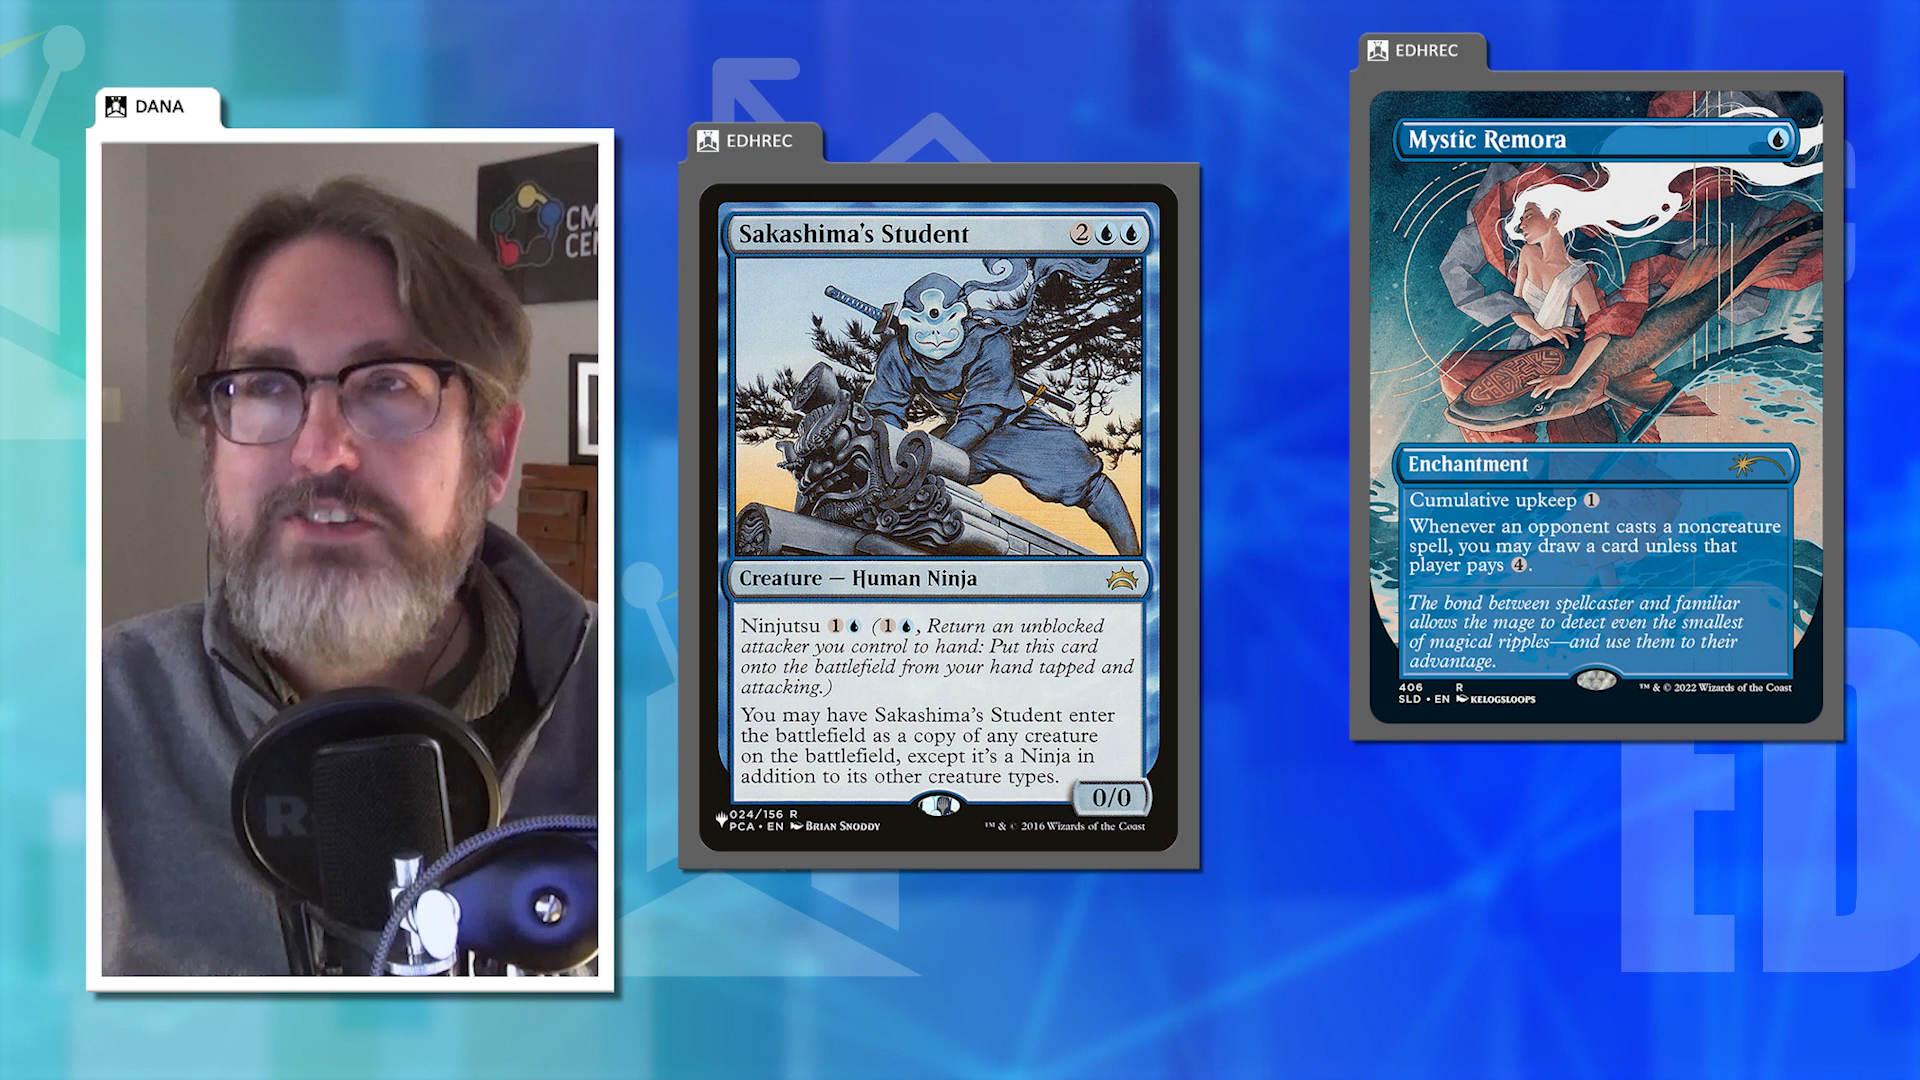 DANA
CM
CEN
R
EDHREC
Sakashima's Student 2
Creature — Human Ninja
Ninjutsu 1 (1, Return an unblocked
attacker you control to hand: Put this card
onto the battlefield from your hand tapped and
attacking.)
You may have Sakashima's Student enter
the battlefield as a copy of any creature
on the battlefield, except it's a Ninja in
addition to its other creature types.
0/0
024/156 R
PCA • EN Brian Snoddy
™ & © 2016 Wizards of the Coast
EDHREC
Mystic Remora
Enchantment
Cumulative upkeep 1
Whenever an opponent casts a noncreature
spell, you may draw a card unless that
player pays 4.
The bond between spellcaster and familiar
allows the mage to detect even the smallest
of magical ripples—and use them to their
advantage.
406 R
SLD • EN KELOGSLOOPS
™ & © 2022 Wizards of the Coast
ED